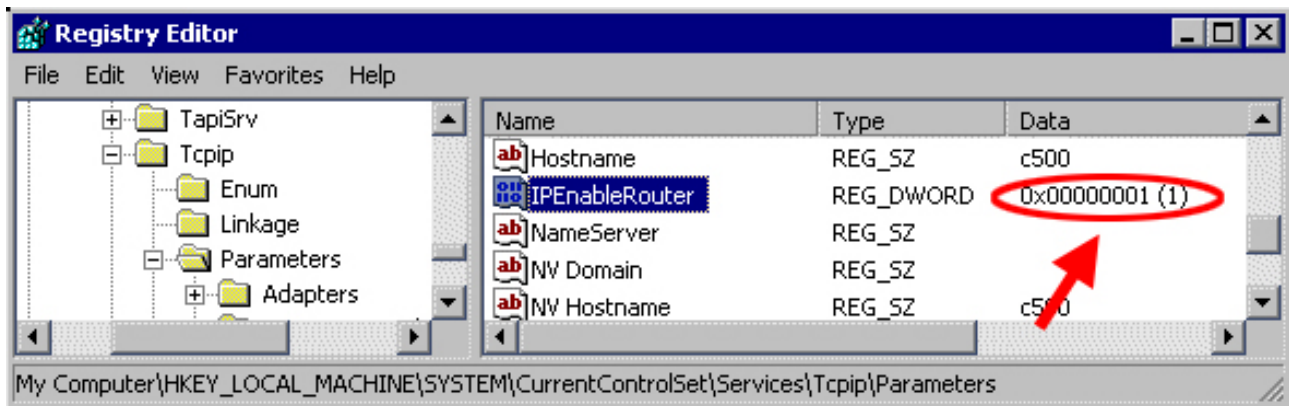 Registry Editor
File Edit View Favorites Help
TapiSrv
Tcpip
Enum
Linkage
Parameters
Adapters
Name Type Data
Hostname REG_SZ c500
IPEnableRouter REG_DWORD 0x00000001 (1)
NameServer REG_SZ
NV Domain REG_SZ
NV Hostname REG_SZ c500
My Computer\HKEY_LOCAL_MACHINE\SYSTEM\CurrentControlSet\Services\Tcpip\Parameters